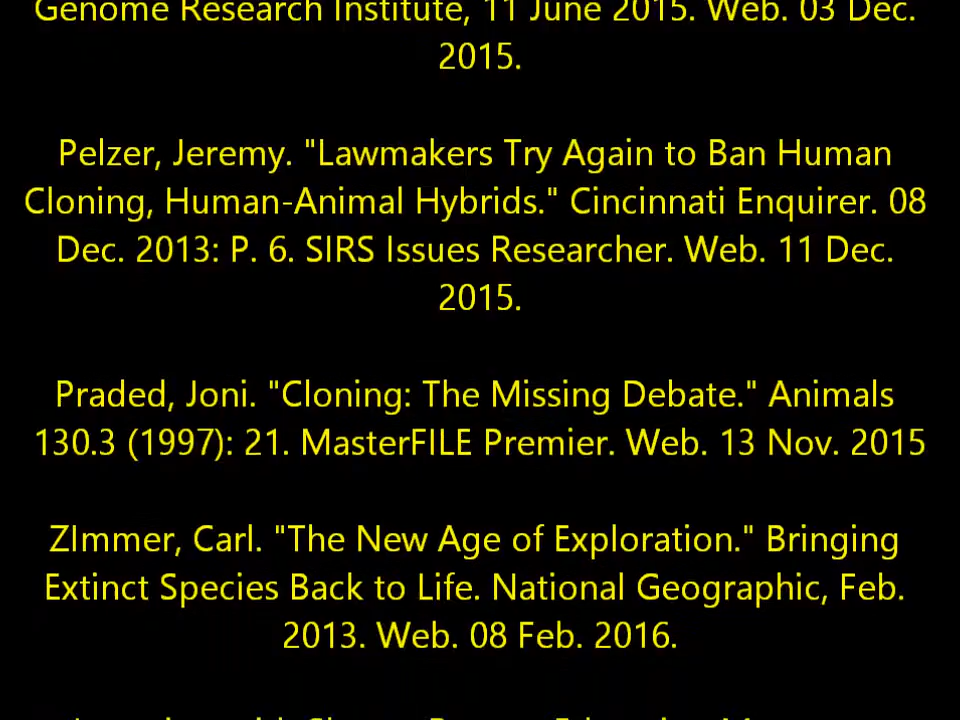 Genome Research Institute, 11 June 2015. Web. 03 Dec.
2015.
Pelzer, Jeremy. "Lawmakers Try Again to Ban Human
Cloning, Human-Animal Hybrids." Cincinnati Enquirer. 08
Dec. 2013: P. 6. SIRS Issues Researcher. Web. 11 Dec.
2015.
Praded, Joni. "Cloning: The Missing Debate." Animals
130.3 (1997): 21. MasterFILE Premier. Web. 13 Nov. 2015
ZImmer, Carl. "The New Age of Exploration." Bringing
Extinct Species Back to Life. National Geographic, Feb.
2013. Web. 08 Feb. 2016.